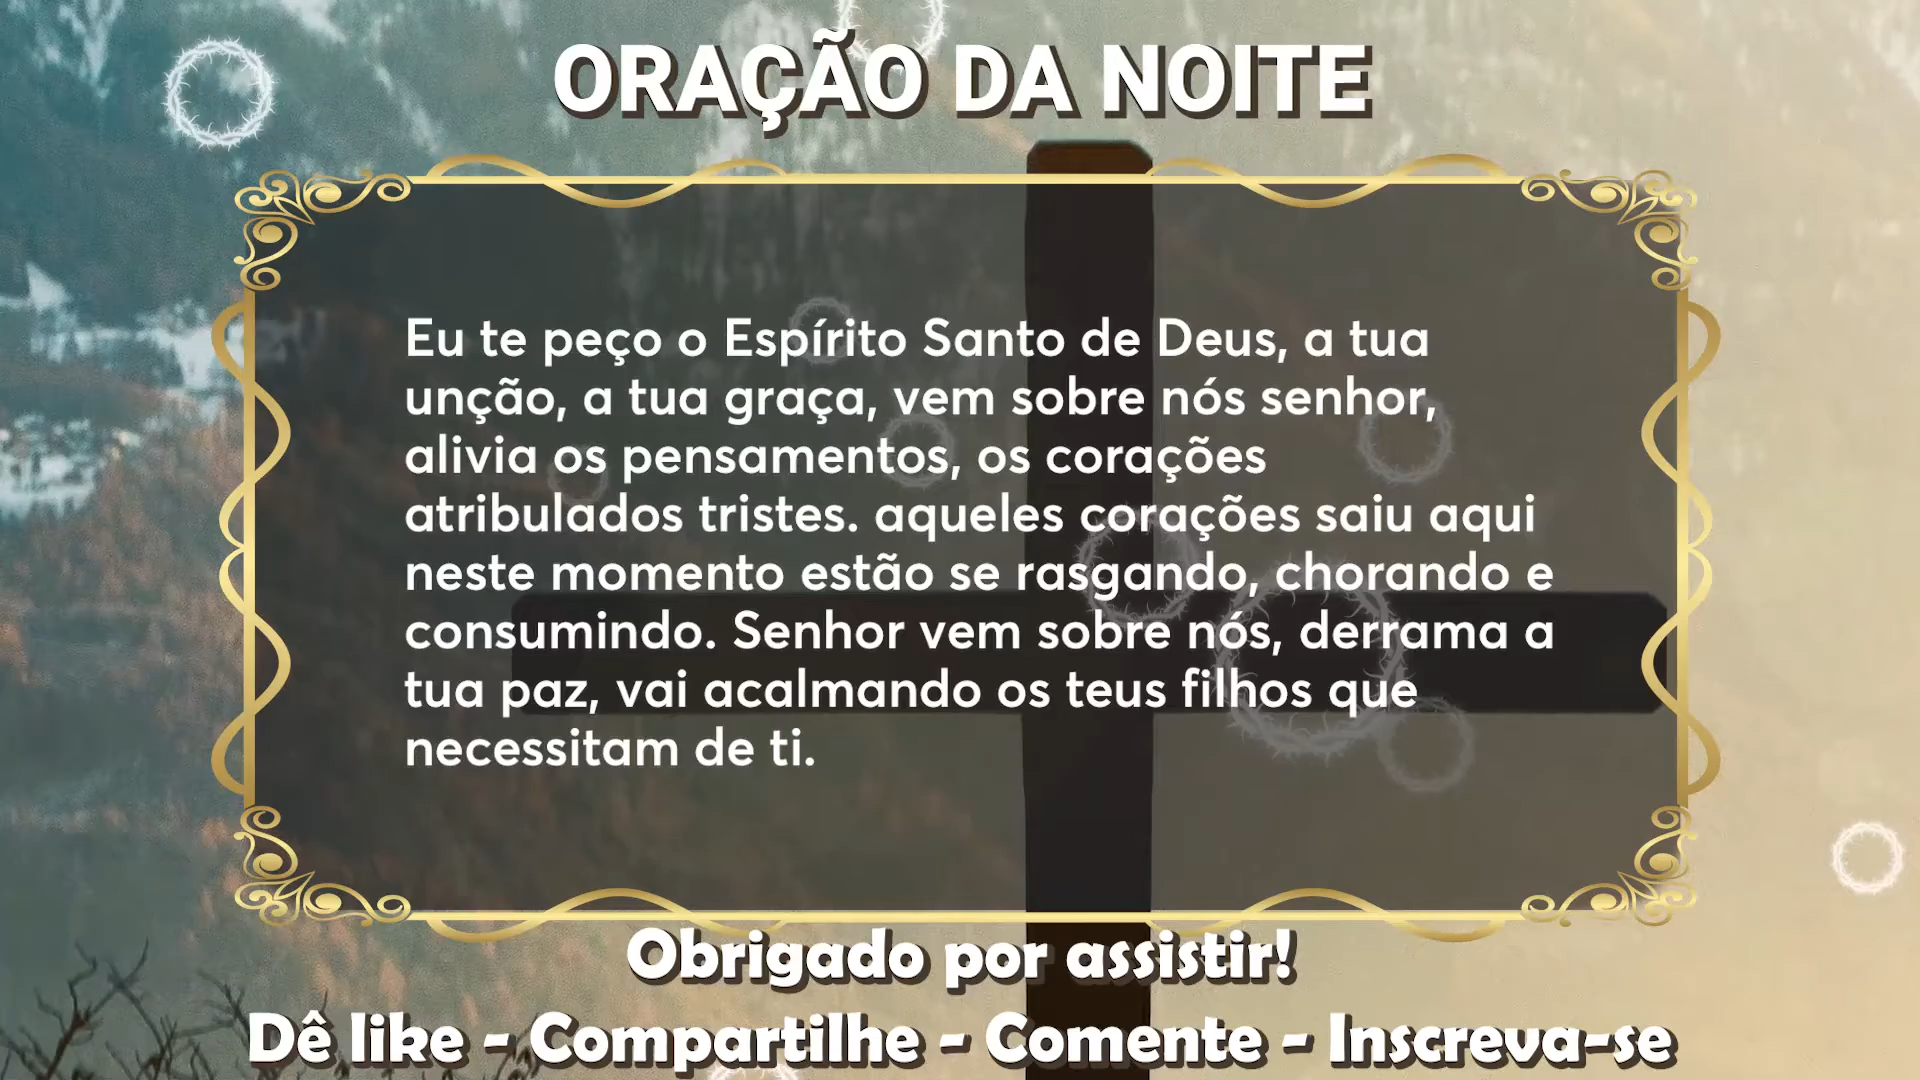 ORAÇÃO DA NOITE
Eu te peço o Espírito Santo de Deus, a tua
unção, a tua graça, vem sobre nós senhor,
alivia os pensamentos, os corações
atribulados tristes. aqueles corações saiu aqui
neste momento estão se rasgando, chorando e
consumindo. Senhor vem sobre nós, derrama a
tua paz, vai acalmando os teus filhos que
necessitam de ti.
Obrigado por assistir!
Dê like - Compartilhe - Comente - Inscreva-se